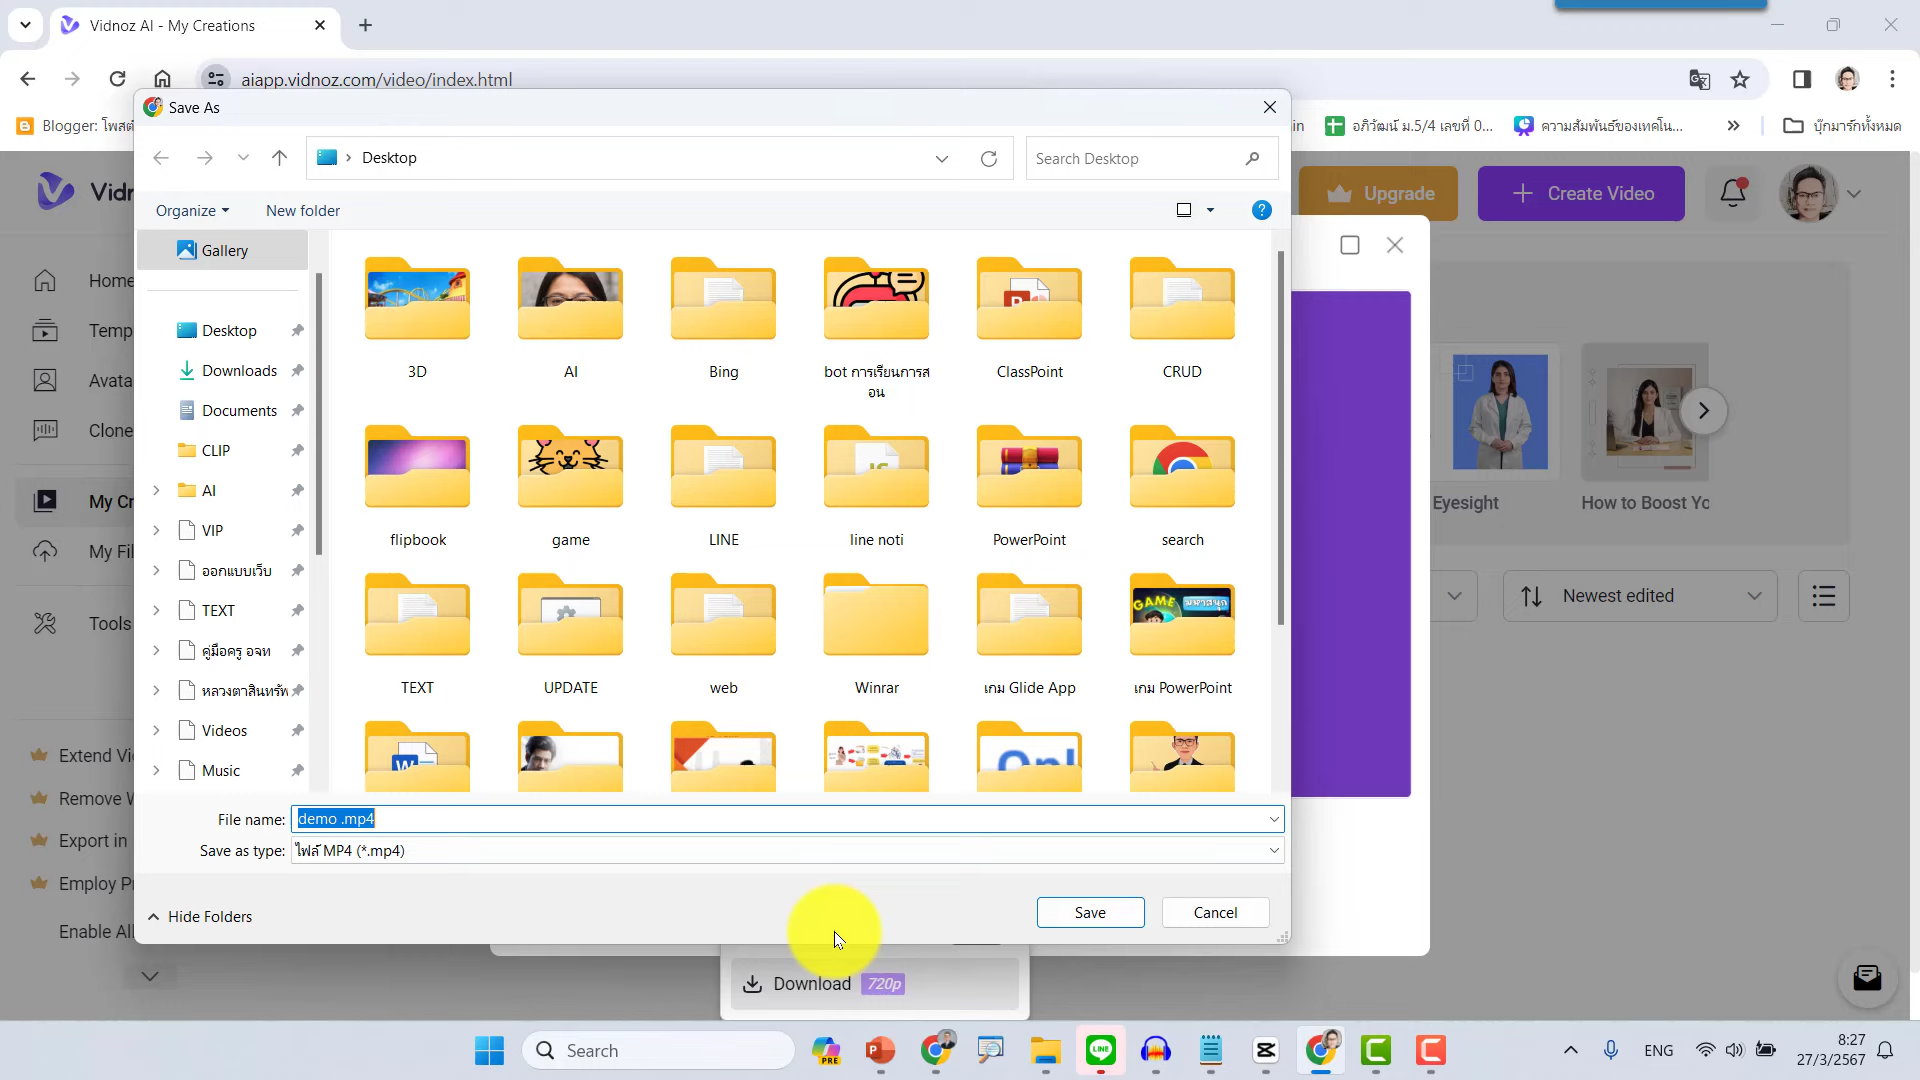 Vidnoz AI - My Creations
aiapp.vidnoz.com/video/index.html
Save As
Blogger: โพสต์
อภิวัฒน์ ม.5/4 เลขที่ 0...
ความสัมพันธ์ของเทคโน...
บุ๊กมาร์กทั้งหมด
Desktop
Search Desktop
Upgrade
Create Video
Organize
New folder
Gallery
Home
Temp
Avata
Clone
My Cr
My Fil
Tools
Desktop
Downloads
Documents
CLIP
AI
VIP
ออกแบบเว็บ
TEXT
คู่มือครู อจท
หลวงตาสินทรัพ
Videos
Music
3D
AI
Bing
bot การเรียนการส
อน
ClassPoint
CRUD
flipbook
game
LINE
line noti
PowerPoint
search
TEXT
UPDATE
web
Winrar
เกม Glide App
เกม PowerPoint
GAME มหาสนุก
Eyesight
How to Boost Yo
Newest edited
Extend Vi
Remove W
Export in
Employ Pr
Enable All
File name: demo .mp4
Save as type: ไฟล์ MP4 (*.mp4)
Hide Folders
Save
Cancel
Download 720p
Search
PRE
LINE
ENG
8:27
27/3/2567